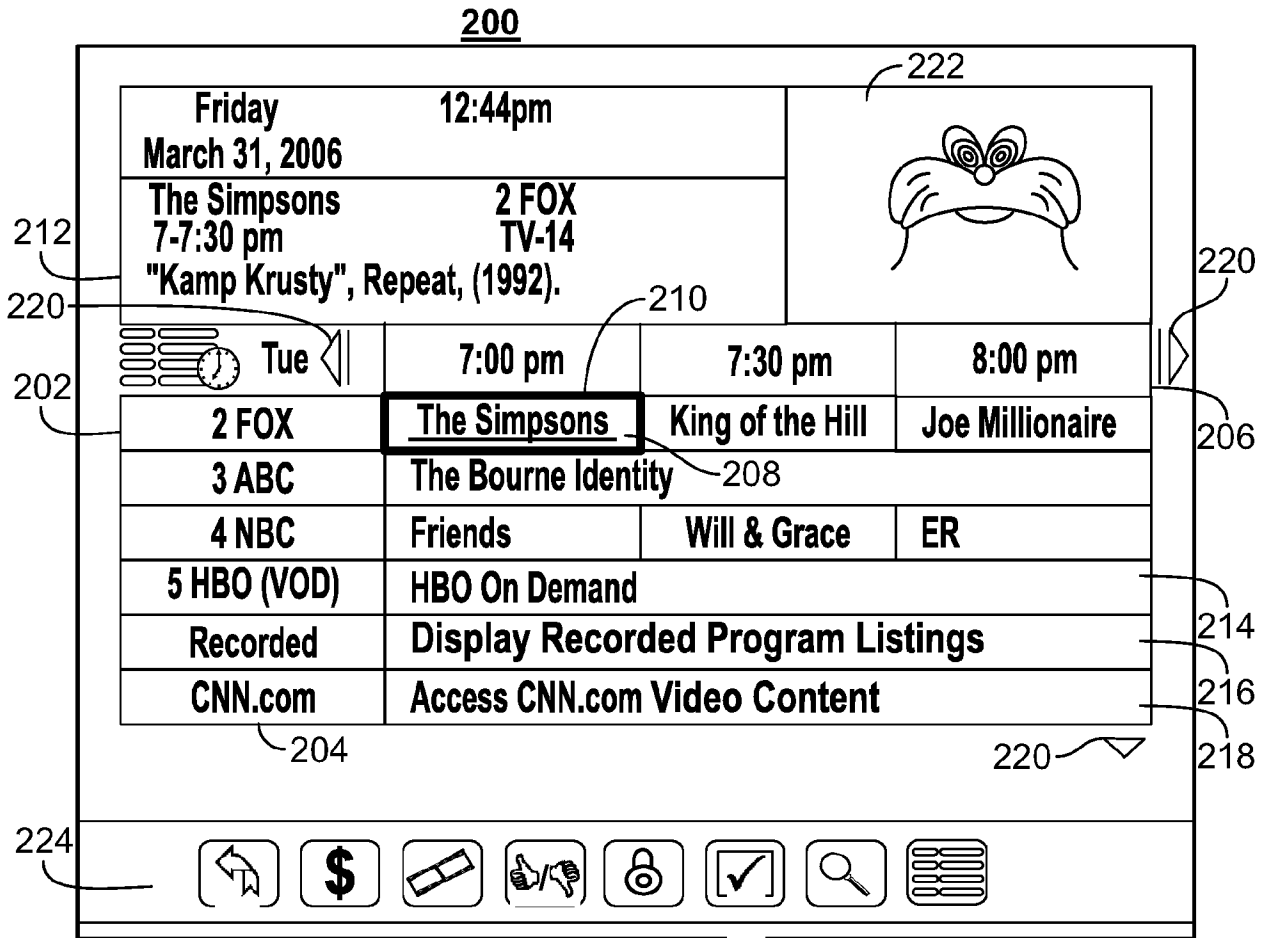 200
222
Friday 12:44pm
March 31, 2006
The Simpsons 2 FOX
7-7:30 pm TV-14
"Kamp Krusty", Repeat, (1992).
212
220
210
220
Tue 7:00 pm 7:30 pm 8:00 pm
202
206
2 FOX The Simpsons King of the Hill Joe Millionaire
3 ABC The Bourne Identity
208
4 NBC Friends Will & Grace ER
5 HBO (VOD) HBO On Demand
214
Recorded Display Recorded Program Listings
216
CNN.com Access CNN.com Video Content
204
220
218
224
$
/